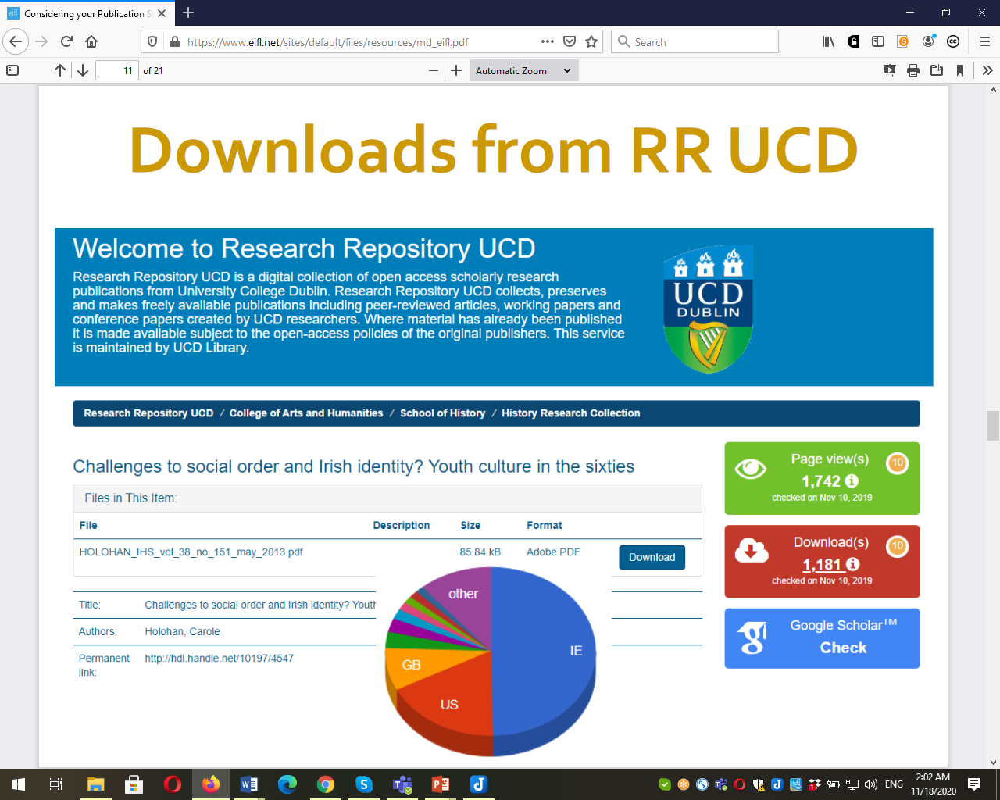 Considering your Publication S
https://www.eifl.net/sites/default/files/resources/md_eifl.pdf
Search
11 of 21
Automatic Zoom
Downloads from RR UCD
Welcome to Research Repository UCD
Research Repository UCD is a digital collection of open access scholarly research
publications from University College Dublin. Research Repository UCD collects, preserves
and makes freely available publications including peer-reviewed articles, working papers and
conference papers created by UCD researchers. Where material has already been published
it is made available subject to the open-access policies of the original publishers. This service
is maintained by UCD Library.
UCD
DUBLIN
Research Repository UCD / College of Arts and Humanities / School of History / History Research Collection
Challenges to social order and Irish identity? Youth culture in the sixties
Files in This Item:
File Description Size Format
HOLOHAN_IHS_vol_38_no_151_may_2013.pdf 85.84 kB Adobe PDF Download
Title: Challenges to social order and Irish identity? Youth
Authors: Holohan, Carole
Permanent link: http://hdl.handle.net/10197/4547
other
IE
GB
US
Page view(s) 10
1,742
checked on Nov 10, 2019
Download(s) 10
1,181
checked on Nov 10, 2019
Google Scholar™
Check
ENG
2:02 AM
11/18/2020